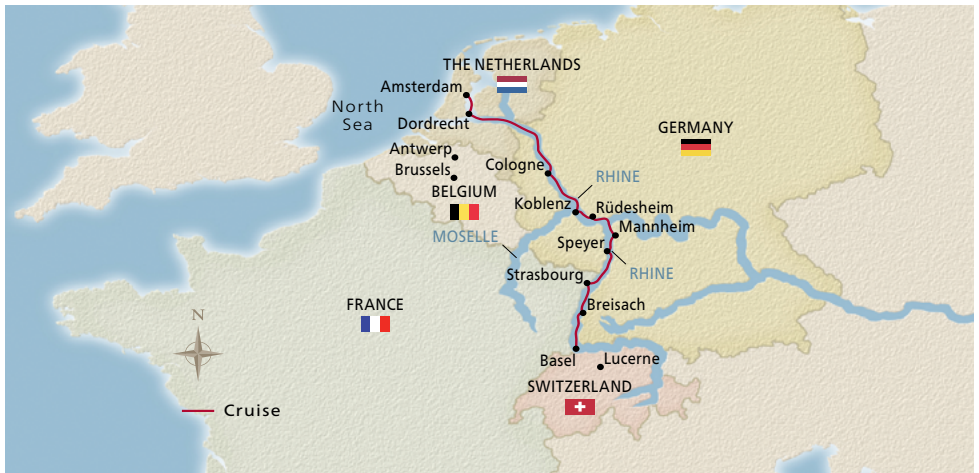 THE NETHERLANDS
Amsterdam
North
Sea
Dordrecht
GERMANY
Antwerp
Brussels
Cologne
RHINE
BELGIUM
Koblenz
Rüdesheim
Mannheim
MOSELLE
Speyer
Strasbourg
RHINE
FRANCE
Breisach
N
Basel
Lucerne
SWITZERLAND
Cruise